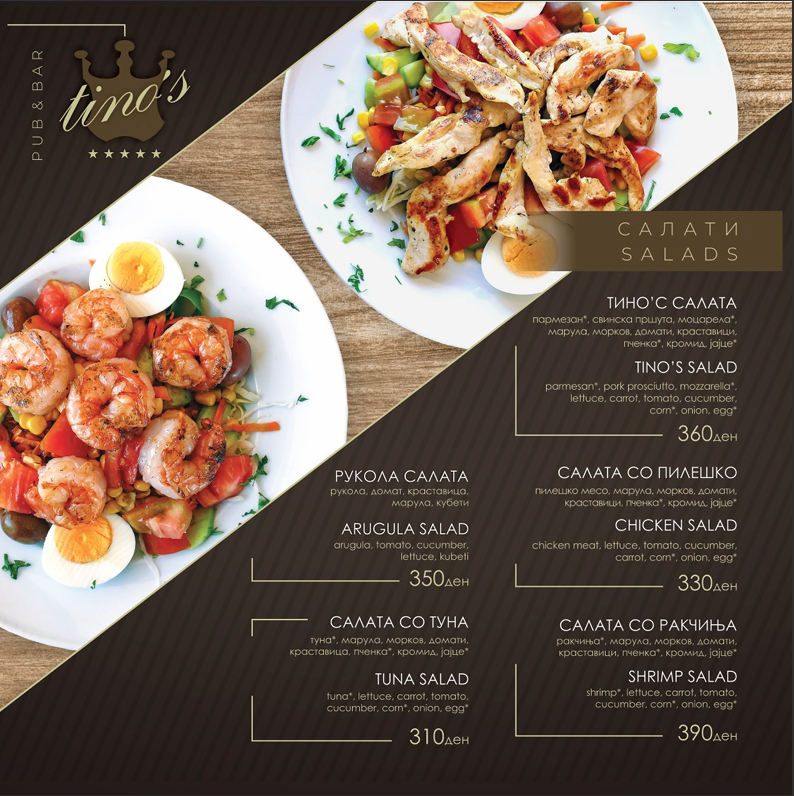 PUB & BAR
tino's
САЛАТИ
SALADS
ТИНО'С САЛАТА
пармезан*, свинска пршута, моцарела*,
марула, морков, домати, краставици,
пченка*, кромид, јајце*
TINO'S SALAD
parmesan*, pork prosciutto, mozzarella*,
lettuce, carrot, tomato, cucumber,
corn*, onion, egg*
360ден
РУКОЛА САЛАТА
рукола, домат, краставица,
марула, кубети
ARUGULA SALAD
arugula, tomato, cucumber,
lettuce, kubeti
350ден
САЛАТА СО ТУНА
туна*, марула, морков, домати,
краставица, пченка*, кромид, јајце*
TUNA SALAD
tuna*, lettuce, carrot, tomato,
cucumber, corn*, onion, egg*
310ден
САЛАТА СО ПИЛЕШКО
пилешко месо, марула, морков, домати,
краставици, пченка*, кромид, јајце*
CHICKEN SALAD
chicken meat, lettuce, tomato, cucumber,
carrot, corn*, onion, egg*
330ден
САЛАТА СО РАКЧИЊА
ракчиња*, марула, морков, домати,
краставици, пченка*, кромид, јајце*
SHRIMP SALAD
shrimp*, lettuce, carrot, tomato,
cucumber, corn*, onion, egg*
390ден